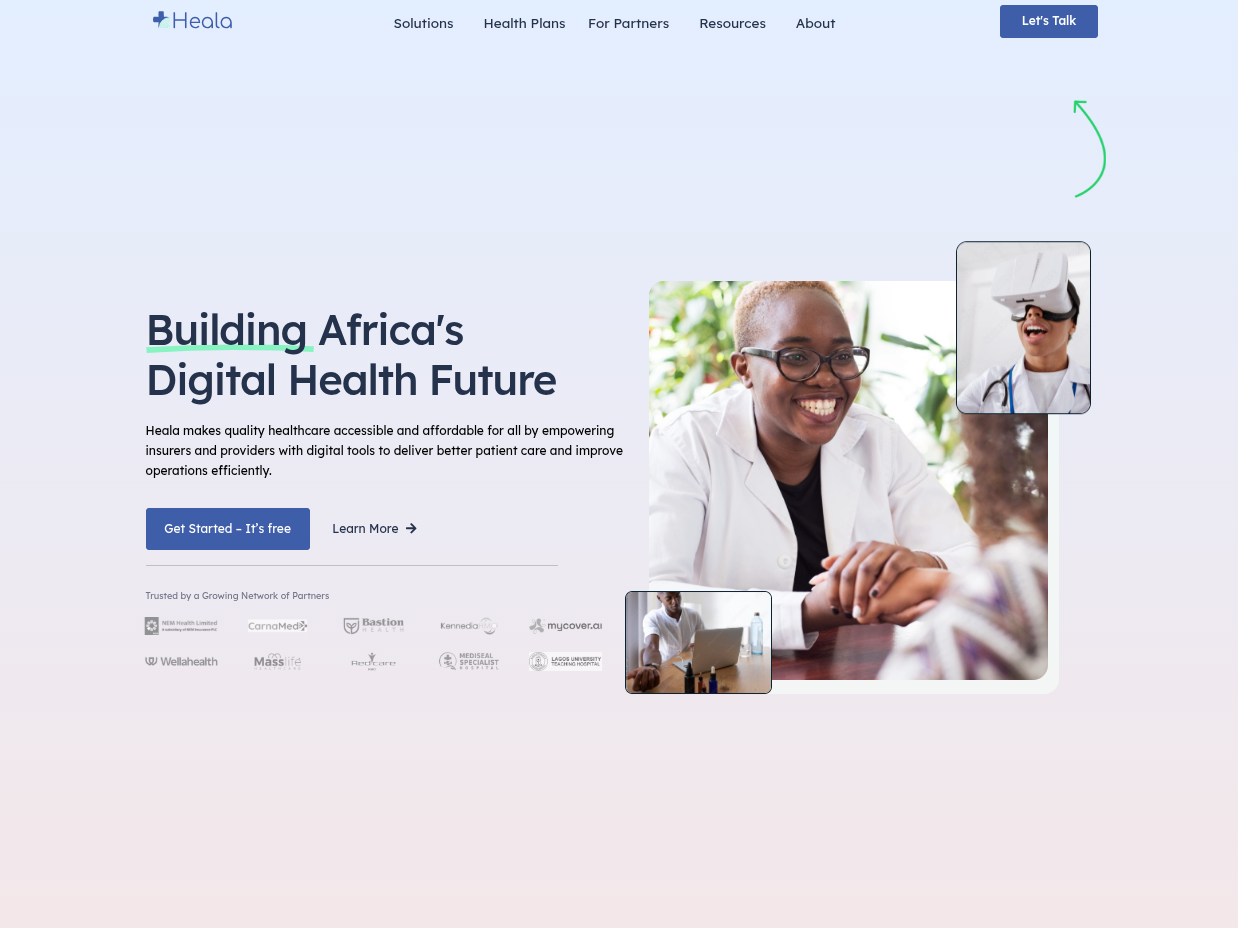 Heala
Solutions
Health Plans
For Partners
Resources
About
Let's Talk
Building Africa's
Digital Health Future
Heala makes quality healthcare accessible and affordable for all by empowering
insurers and providers with digital tools to deliver better patient care and improve
operations efficiently.
Get Started – It's free
Learn More
Trusted by a Growing Network of Partners
NEM Health Limited
CarnaMed
Bastion
HEALTH
Kennedia
mycover.ai
Wellahealth
Masslife
Redcare
MEDISEAL
SPECIALIST
HOSPITAL
LAGOS UNIVERSITY
TEACHING HOSPITAL